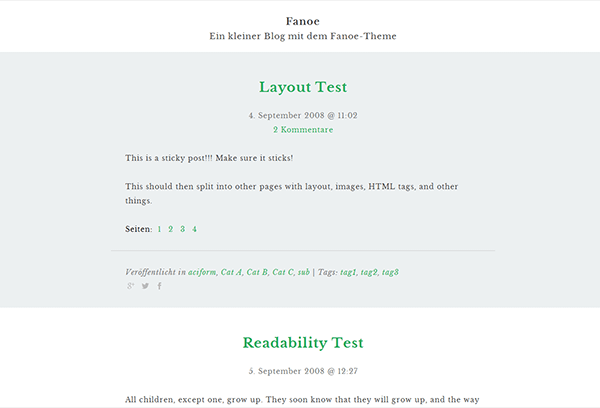 Fanoe
Ein kleiner Blog mit dem Fanoe-Theme
Layout Test
4. September 2008 @ 11:02
2 Kommentare
This is a sticky post!!! Make sure it sticks!
This should then split into other pages with layout, images, HTML tags, and other
things.
Seiten: 1 2 3 4
Veröffentlicht in aciform, Cat A, Cat B, Cat C, sub | Tags: tag1, tag2, tag3
Readability Test
5. September 2008 @ 12:27
All children, except one, grow up. They soon know that they will grow up, and the way